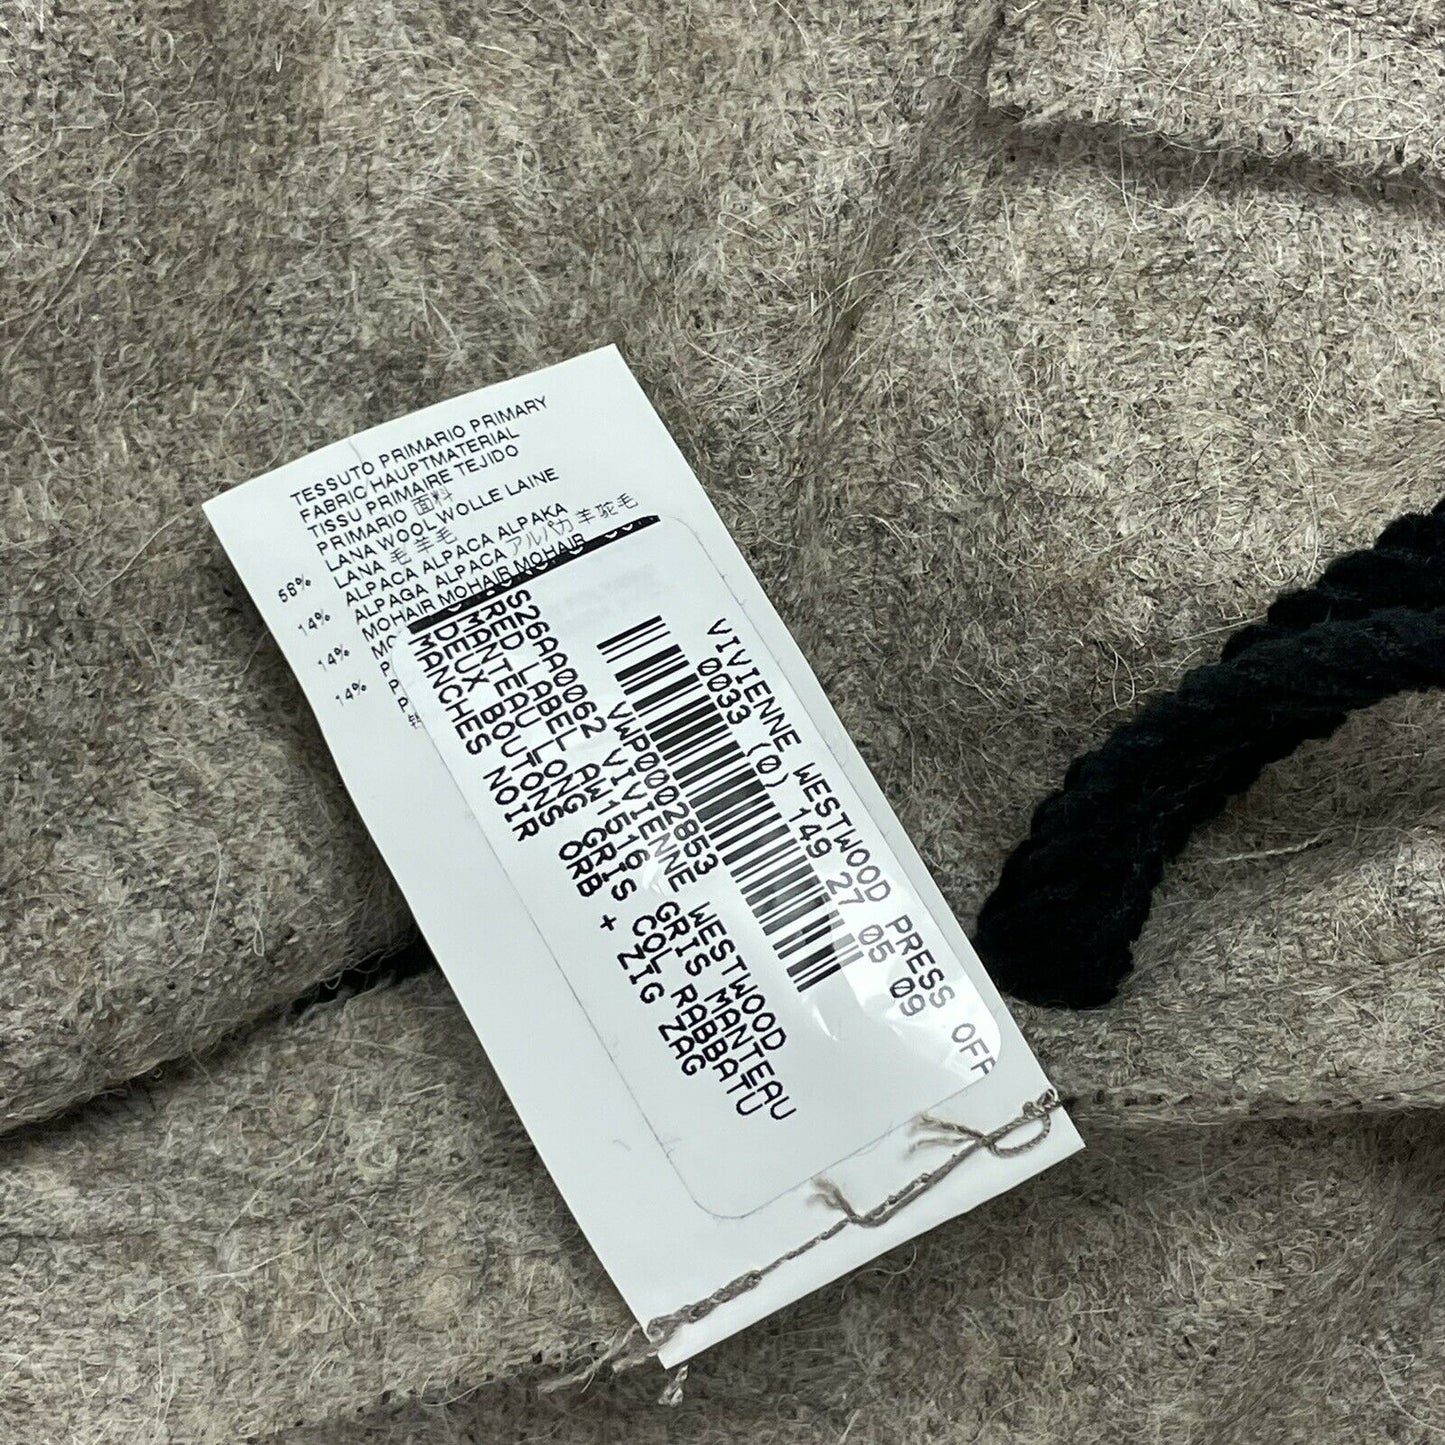 TESSUTO PRIMARIO PRIMARY
FABRIC HAUPTMATERIAL
TISSU PRIMAIRE TEJIDO
PRIMARIO 面料
LANA WOOL WOLLE LAINE
LANA 毛 羊毛
ALPACA ALPACA ALPAKA
ALPAGA ALPACA アルパカ 羊驼毛
MOHAIR MOHAIR MOHAIR
58%
14%
14%
14%
VIVIENNE WESTWOOD PRESS OFF
0033 (0) 149 27 05 09
VWP0002853
S26AA0062 VIVIENNE WESTWOOD
RED LABEL AW1516 GRIS MANTEAU
MANTEAU LONG GRIS COL RABBATU
DEUX BOUTONS ORB + ZIG ZAG
MANCHES NOIR